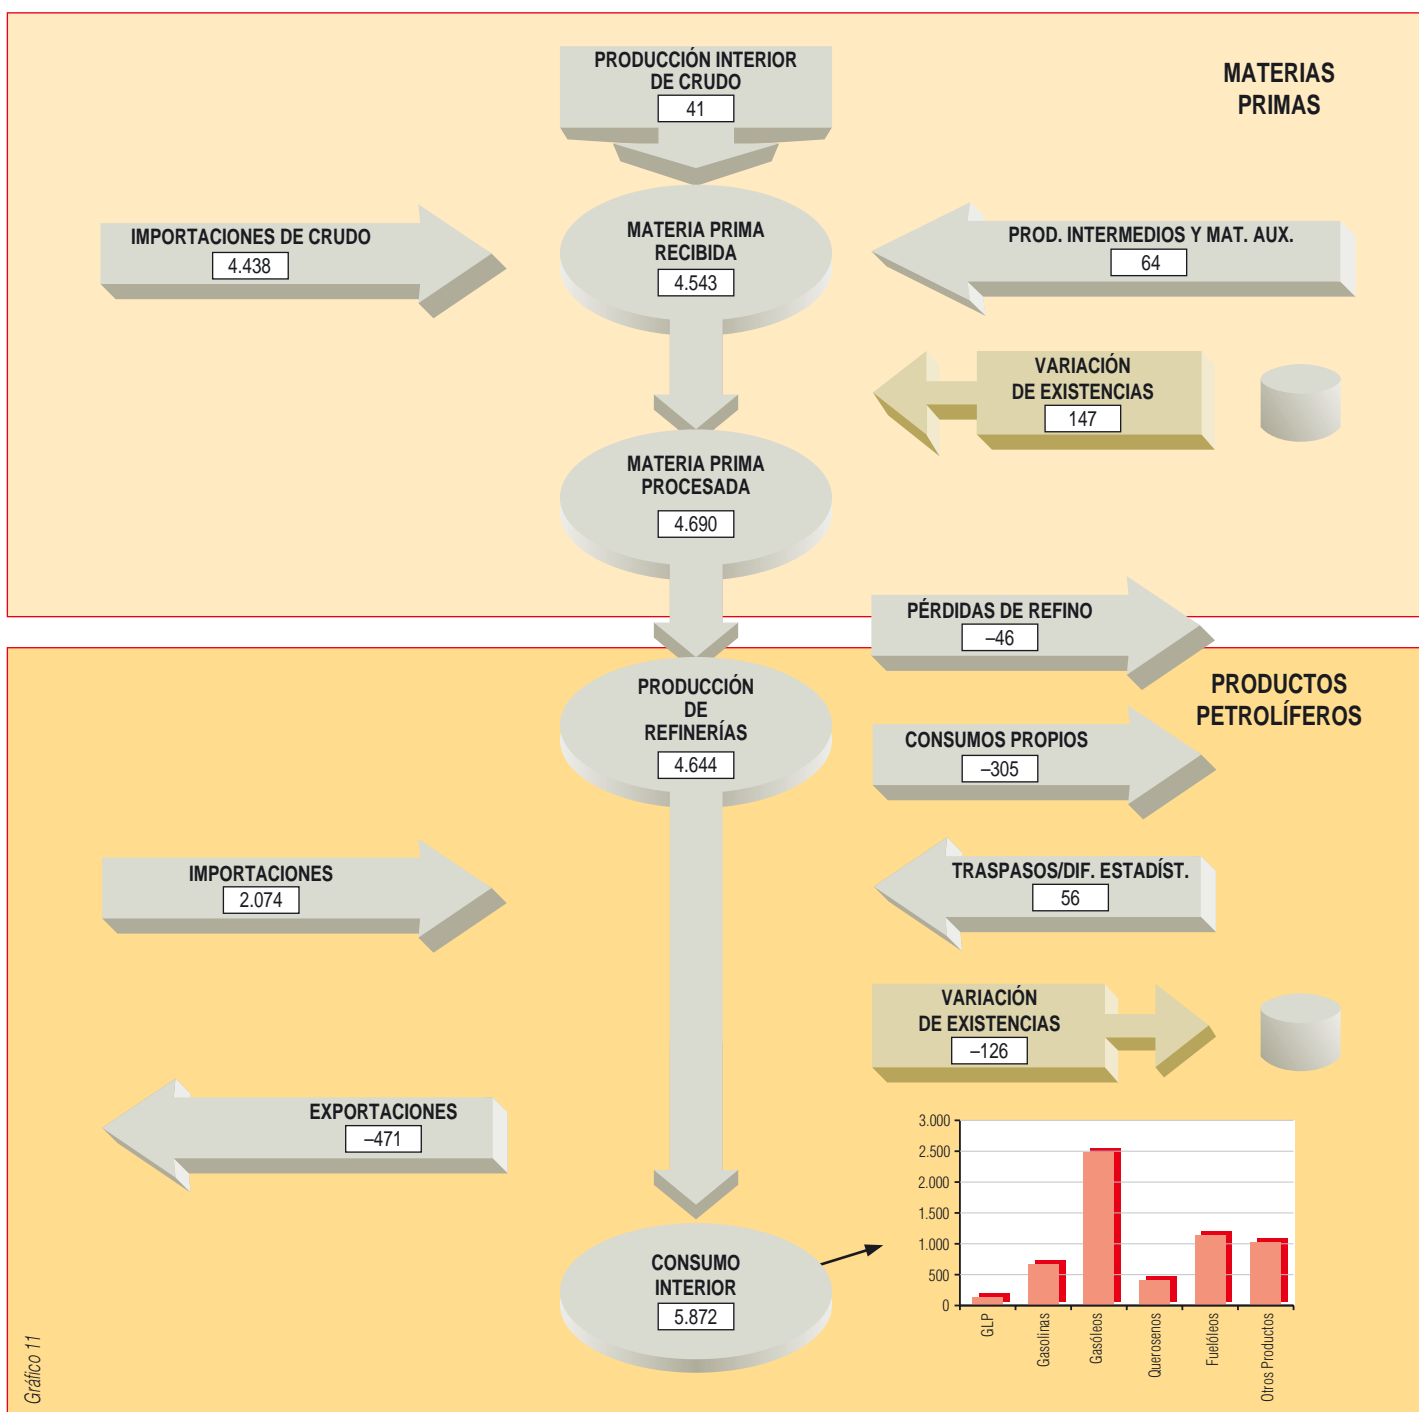 MATERIAS
PRIMAS
PRODUCCIÓN INTERIOR
DE CRUDO
41
IMPORTACIONES DE CRUDO
4.438
MATERIA PRIMA
RECIBIDA
4.543
PROD. INTERMEDIOS Y MAT. AUX.
64
VARIACIÓN
DE EXISTENCIAS
147
MATERIA PRIMA
PROCESADA
4.690
PÉRDIDAS DE REFINO
–46
PRODUCTOS
PETROLÍFEROS
PRODUCCIÓN
DE
REFINERÍAS
4.644
CONSUMOS PROPIOS
–305
IMPORTACIONES
2.074
TRASPASOS/DIF. ESTADÍST.
56
VARIACIÓN
DE EXISTENCIAS
–126
EXPORTACIONES
–471
CONSUMO
INTERIOR
5.872
3.000
2.500
2.000
1.500
1.000
500
0
GLP
Gasolinas
Gasóleos
Querosenos
Fuelóleos
Otros Productos
Gráfico 11